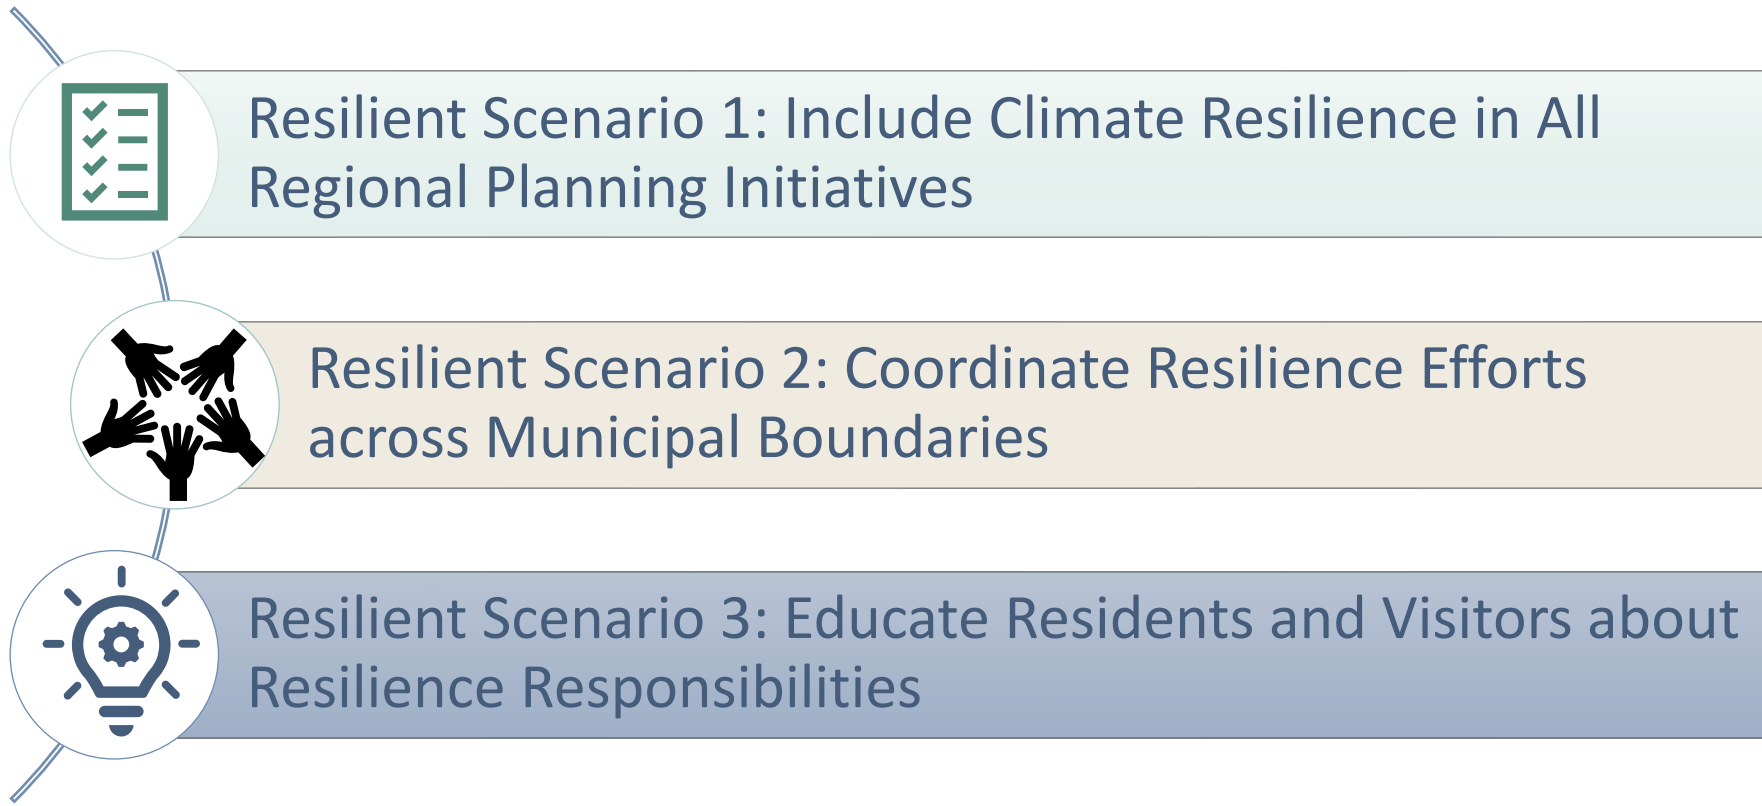 Resilient Scenario 1: Include Climate Resilience in All
Regional Planning Initiatives
Resilient Scenario 2: Coordinate Resilience Efforts
across Municipal Boundaries
Resilient Scenario 3: Educate Residents and Visitors about
Resilience Responsibilities